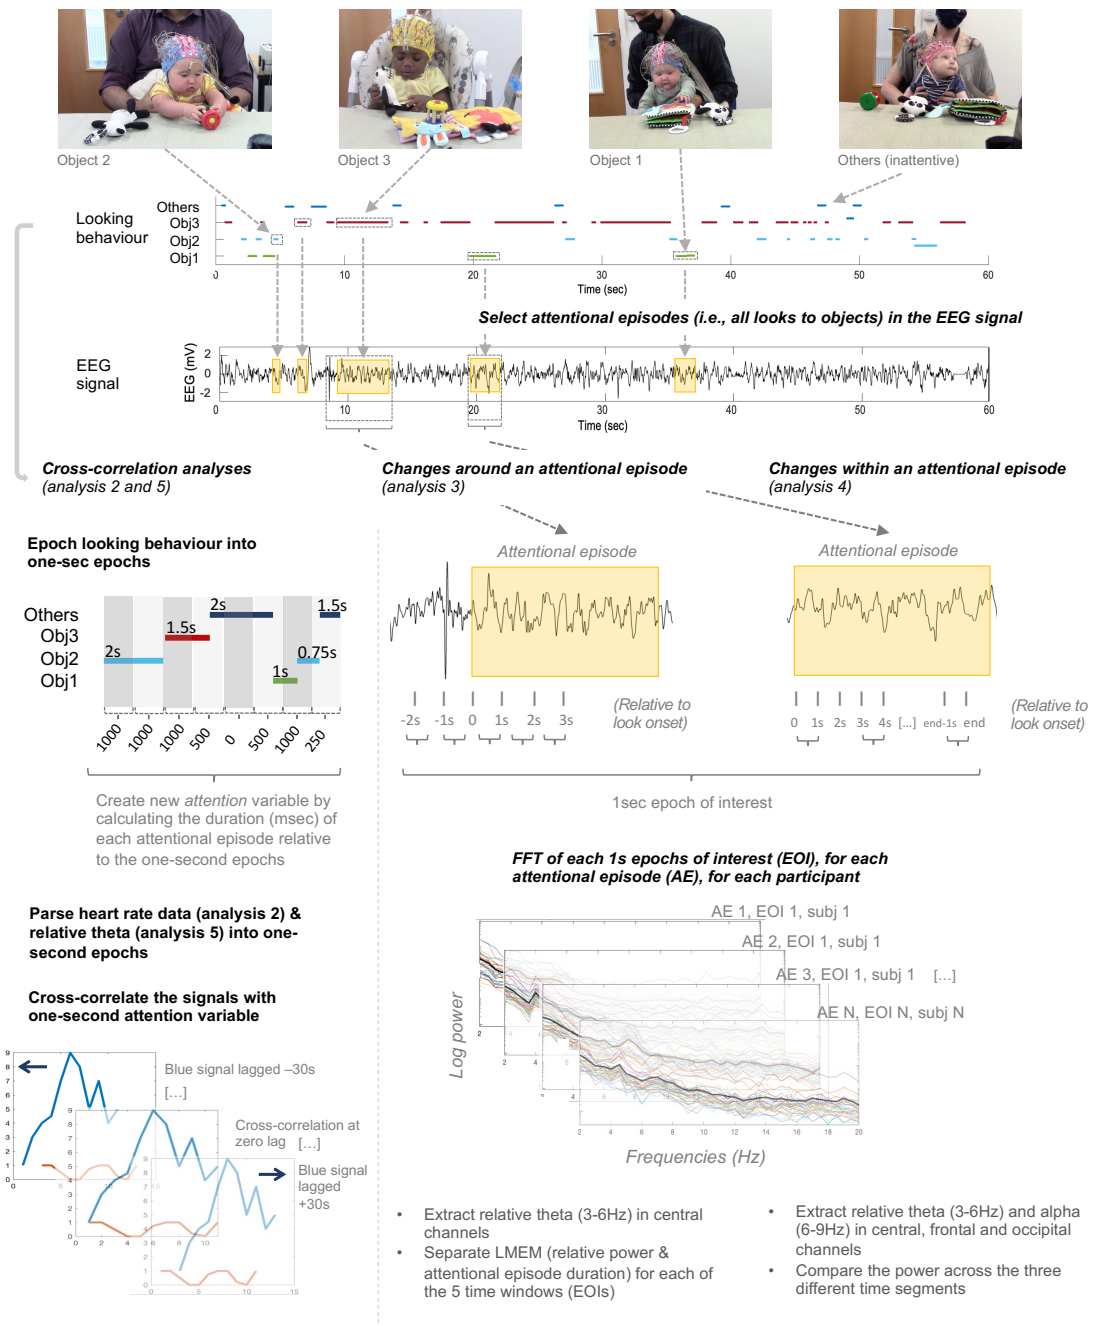 Object 2
Object 3
Object 1
Others (inattentive)
Looking
behaviour
Others
Obj3
Obj2
Obj1
0 10 20 30 40 50 60
Time (sec)
Select attentional episodes (i.e., all looks to objects) in the EEG signal
EEG
signal
EEG (mV)
2
0
-2
0 10 20 30 40 50 60
Time (sec)
Cross-correlation analyses
(analysis 2 and 5)
Changes around an attentional episode
(analysis 3)
Changes within an attentional episode
(analysis 4)
Epoch looking behaviour into
one-sec epochs
Others
Obj3
Obj2
Obj1
2s
1.5s
2s
1s
0.75s
1.5s
1000 1000 1000 500 0 500 1000 250
Create new attention variable by
calculating the duration (msec) of
each attentional episode relative
to the one-second epochs
Attentional episode
-2s -1s 0 1s 2s 3s
(Relative to
look onset)
Attentional episode
0 1s 2s 3s 4s [...] end-1s end
(Relative to
look onset)
1sec epoch of interest
Parse heart rate data (analysis 2) &
relative theta (analysis 5) into one-
second epochs
Cross-correlate the signals with
one-second attention variable
Blue signal lagged –30s
[...]
Cross-correlation at
zero lag [...]
Blue signal
lagged
+30s
FFT of each 1s epochs of interest (EOI), for each
attentional episode (AE), for each participant
AE 1, EOI 1, subj 1
AE 2, EOI 1, subj 1
AE 3, EOI 1, subj 1 [...]
AE N, EOI N, subj N
Log power
2 4 6 8 10 12 14 16 18 20
Frequencies (Hz)
• Extract relative theta (3-6Hz) in central
channels
• Separate LMEM (relative power &
attentional episode duration) for each of
the 5 time windows (EOIs)
• Extract relative theta (3-6Hz) and alpha
(6-9Hz) in central, frontal and occipital
channels
• Compare the power across the three
different time segments